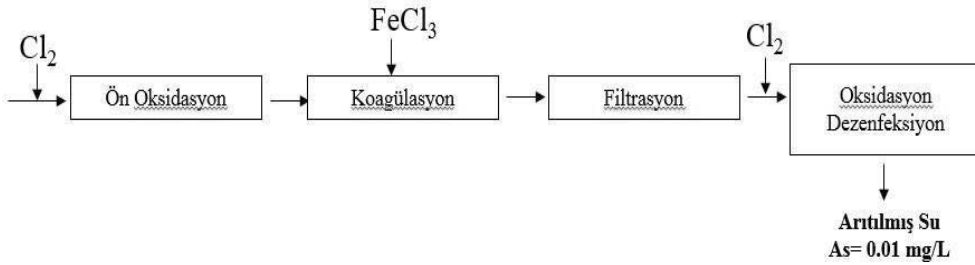 Cl₂
Ön Oksidasyon
FeCl₃
Koagülasyon
Filtrasyon
Cl₂
Oksidasyon
Dezenfeksiyon
Arıtılmış Su
As= 0.01 mg/L